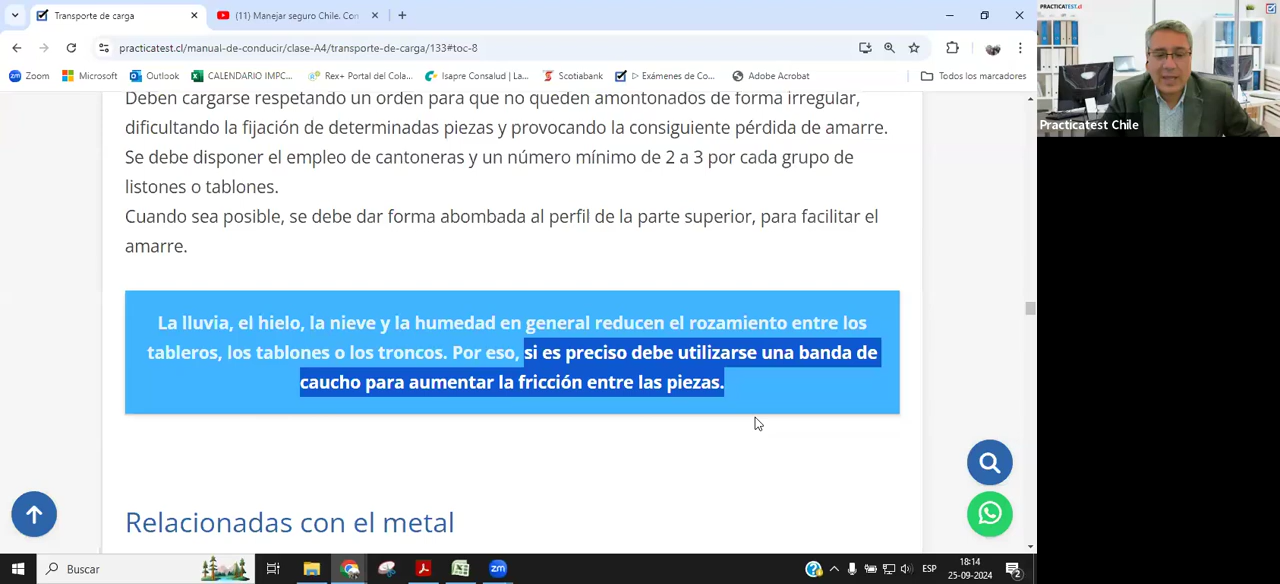 Transporte de carga
(11) Manejar seguro Chile. Con
practicatest.cl/manual-de-conducir/clase-A4/transporte-de-carga/133#toc-8
Zoom
Microsoft
Outlook
CALENDARIO IMPC...
Rex+ Portal del Cola...
Isapre Consalud | La...
Scotiabank
Exámenes de Co...
Adobe Acrobat
Todos los marcadores
PRACTICATEST.cl
Practicatest Chile
Deben cargarse respetando un orden para que no queden amontonados de forma irregular,
dificultando la fijación de determinadas piezas y provocando la consiguiente pérdida de amarre.
Se debe disponer el empleo de cantoneras y un número mínimo de 2 a 3 por cada grupo de
listones o tablones.
Cuando sea posible, se debe dar forma abombada al perfil de la parte superior, para facilitar el
amarre.
La lluvia, el hielo, la nieve y la humedad en general reducen el rozamiento entre los
tableros, los tablones o los troncos. Por eso, si es preciso debe utilizarse una banda de
caucho para aumentar la fricción entre las piezas.
Relacionadas con el metal
Buscar
zm
ESP
18:14
25-09-2024
2